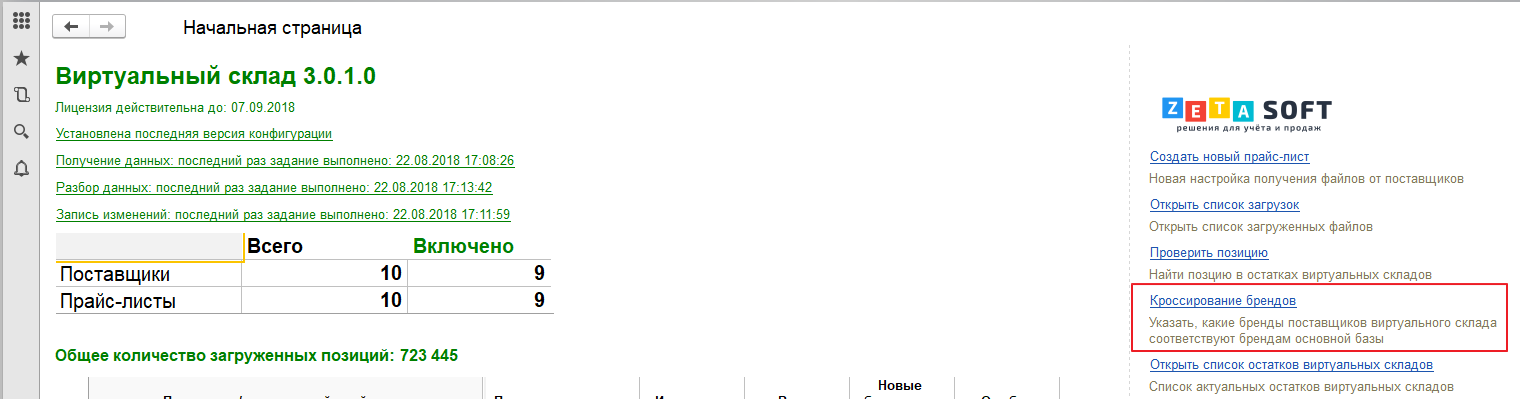 Начальная страница
Виртуальный склад 3.0.1.0
Лицензия действительна до: 07.09.2018
Установлена последняя версия конфигурации
Получение данных: последний раз задание выполнено: 22.08.2018 17:08:26
Разбор данных: последний раз задание выполнено: 22.08.2018 17:13:42
Запись изменений: последний раз задание выполнено: 22.08.2018 17:11:59
Всего Включено
Поставщики 10 9
Прайс-листы 10 9
Общее количество загруженных позиций: 723 445
Новые
ZETA SOFT
решения для учёта и продаж
Создать новый прайс-лист
Новая настройка получения файлов от поставщиков
Открыть список загрузок
Открыть список загруженных файлов
Проверить позицию
Найти позцию в остатках виртуальных складов
Кроссирование брендов
Указать, какие бренды поставщиков виртуального склада
соответствуют брендам основной базы
Открыть список остатков виртуальных складов
Список актуальных остатков виртуальных складов